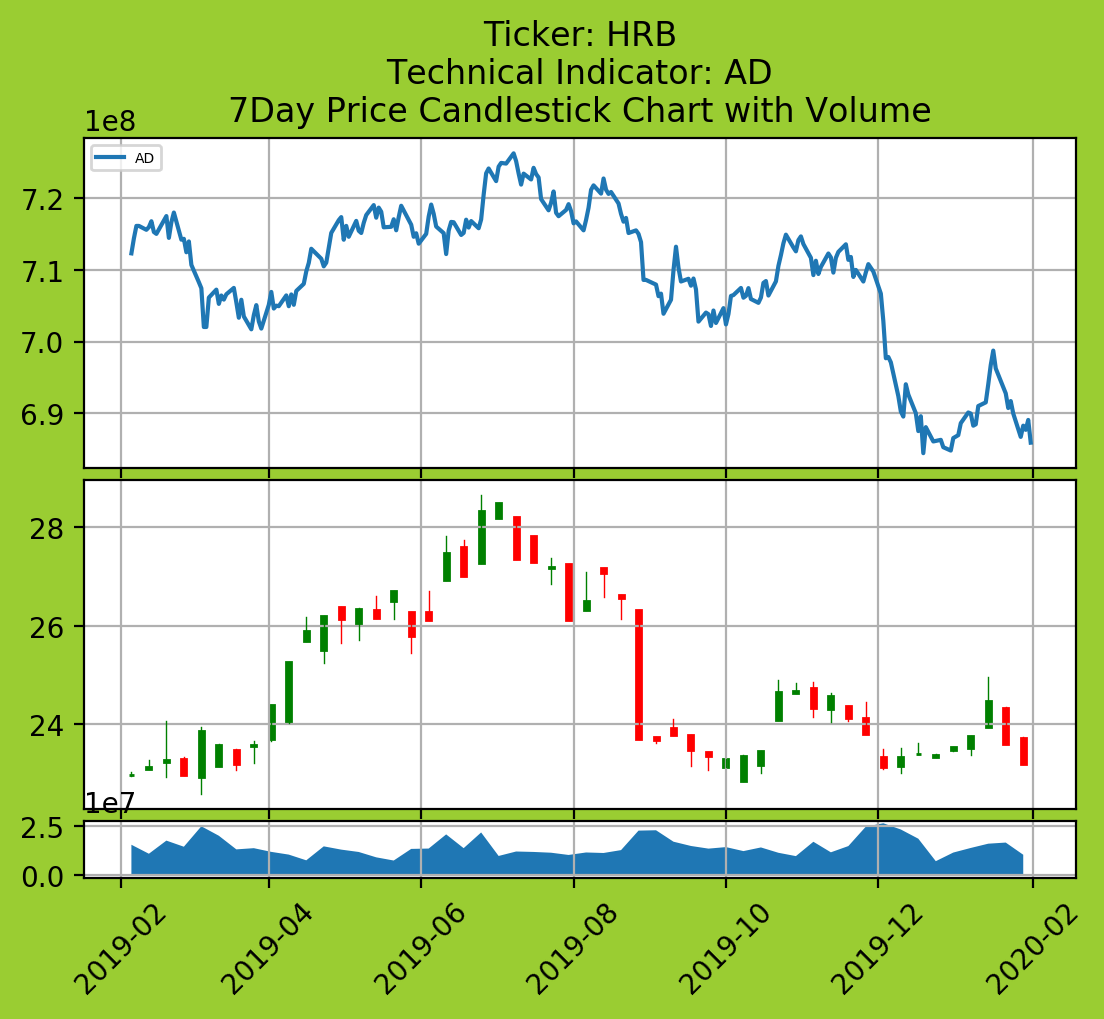 Ticker: HRB
Technical Indicator: AD
7Day Price Candlestick Chart with Volume
1e8
AD
7.2
7.1
7.0
6.9
28
26
24
1e7
2.5
0.0
2019-02
2019-04
2019-06
2019-08
2019-10
2019-12
2020-02